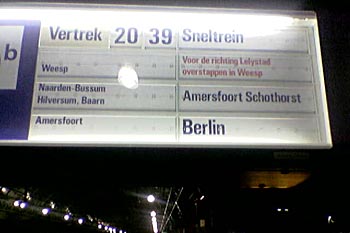 b
Vertrek 20 39 Sneltrein
Weesp
Voor de richting Lelystad
overstappen in Weesp
Naarden-Bussum
Hilversum, Baarn
Amersfoort Schothorst
Amersfoort
Berlin